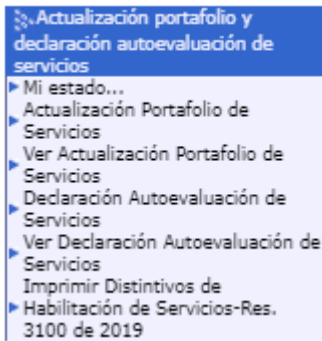 Actualización portafolio y
declaración autoevaluación de
servicios
Mi estado...
Actualización Portafolio de
Servicios
Ver Actualización Portafolio de
Servicios
Declaración Autoevaluación de
Servicios
Ver Declaración Autoevaluación de
Servicios
Imprimir Distintivos de
Habilitación de Servicios-Res.
3100 de 2019